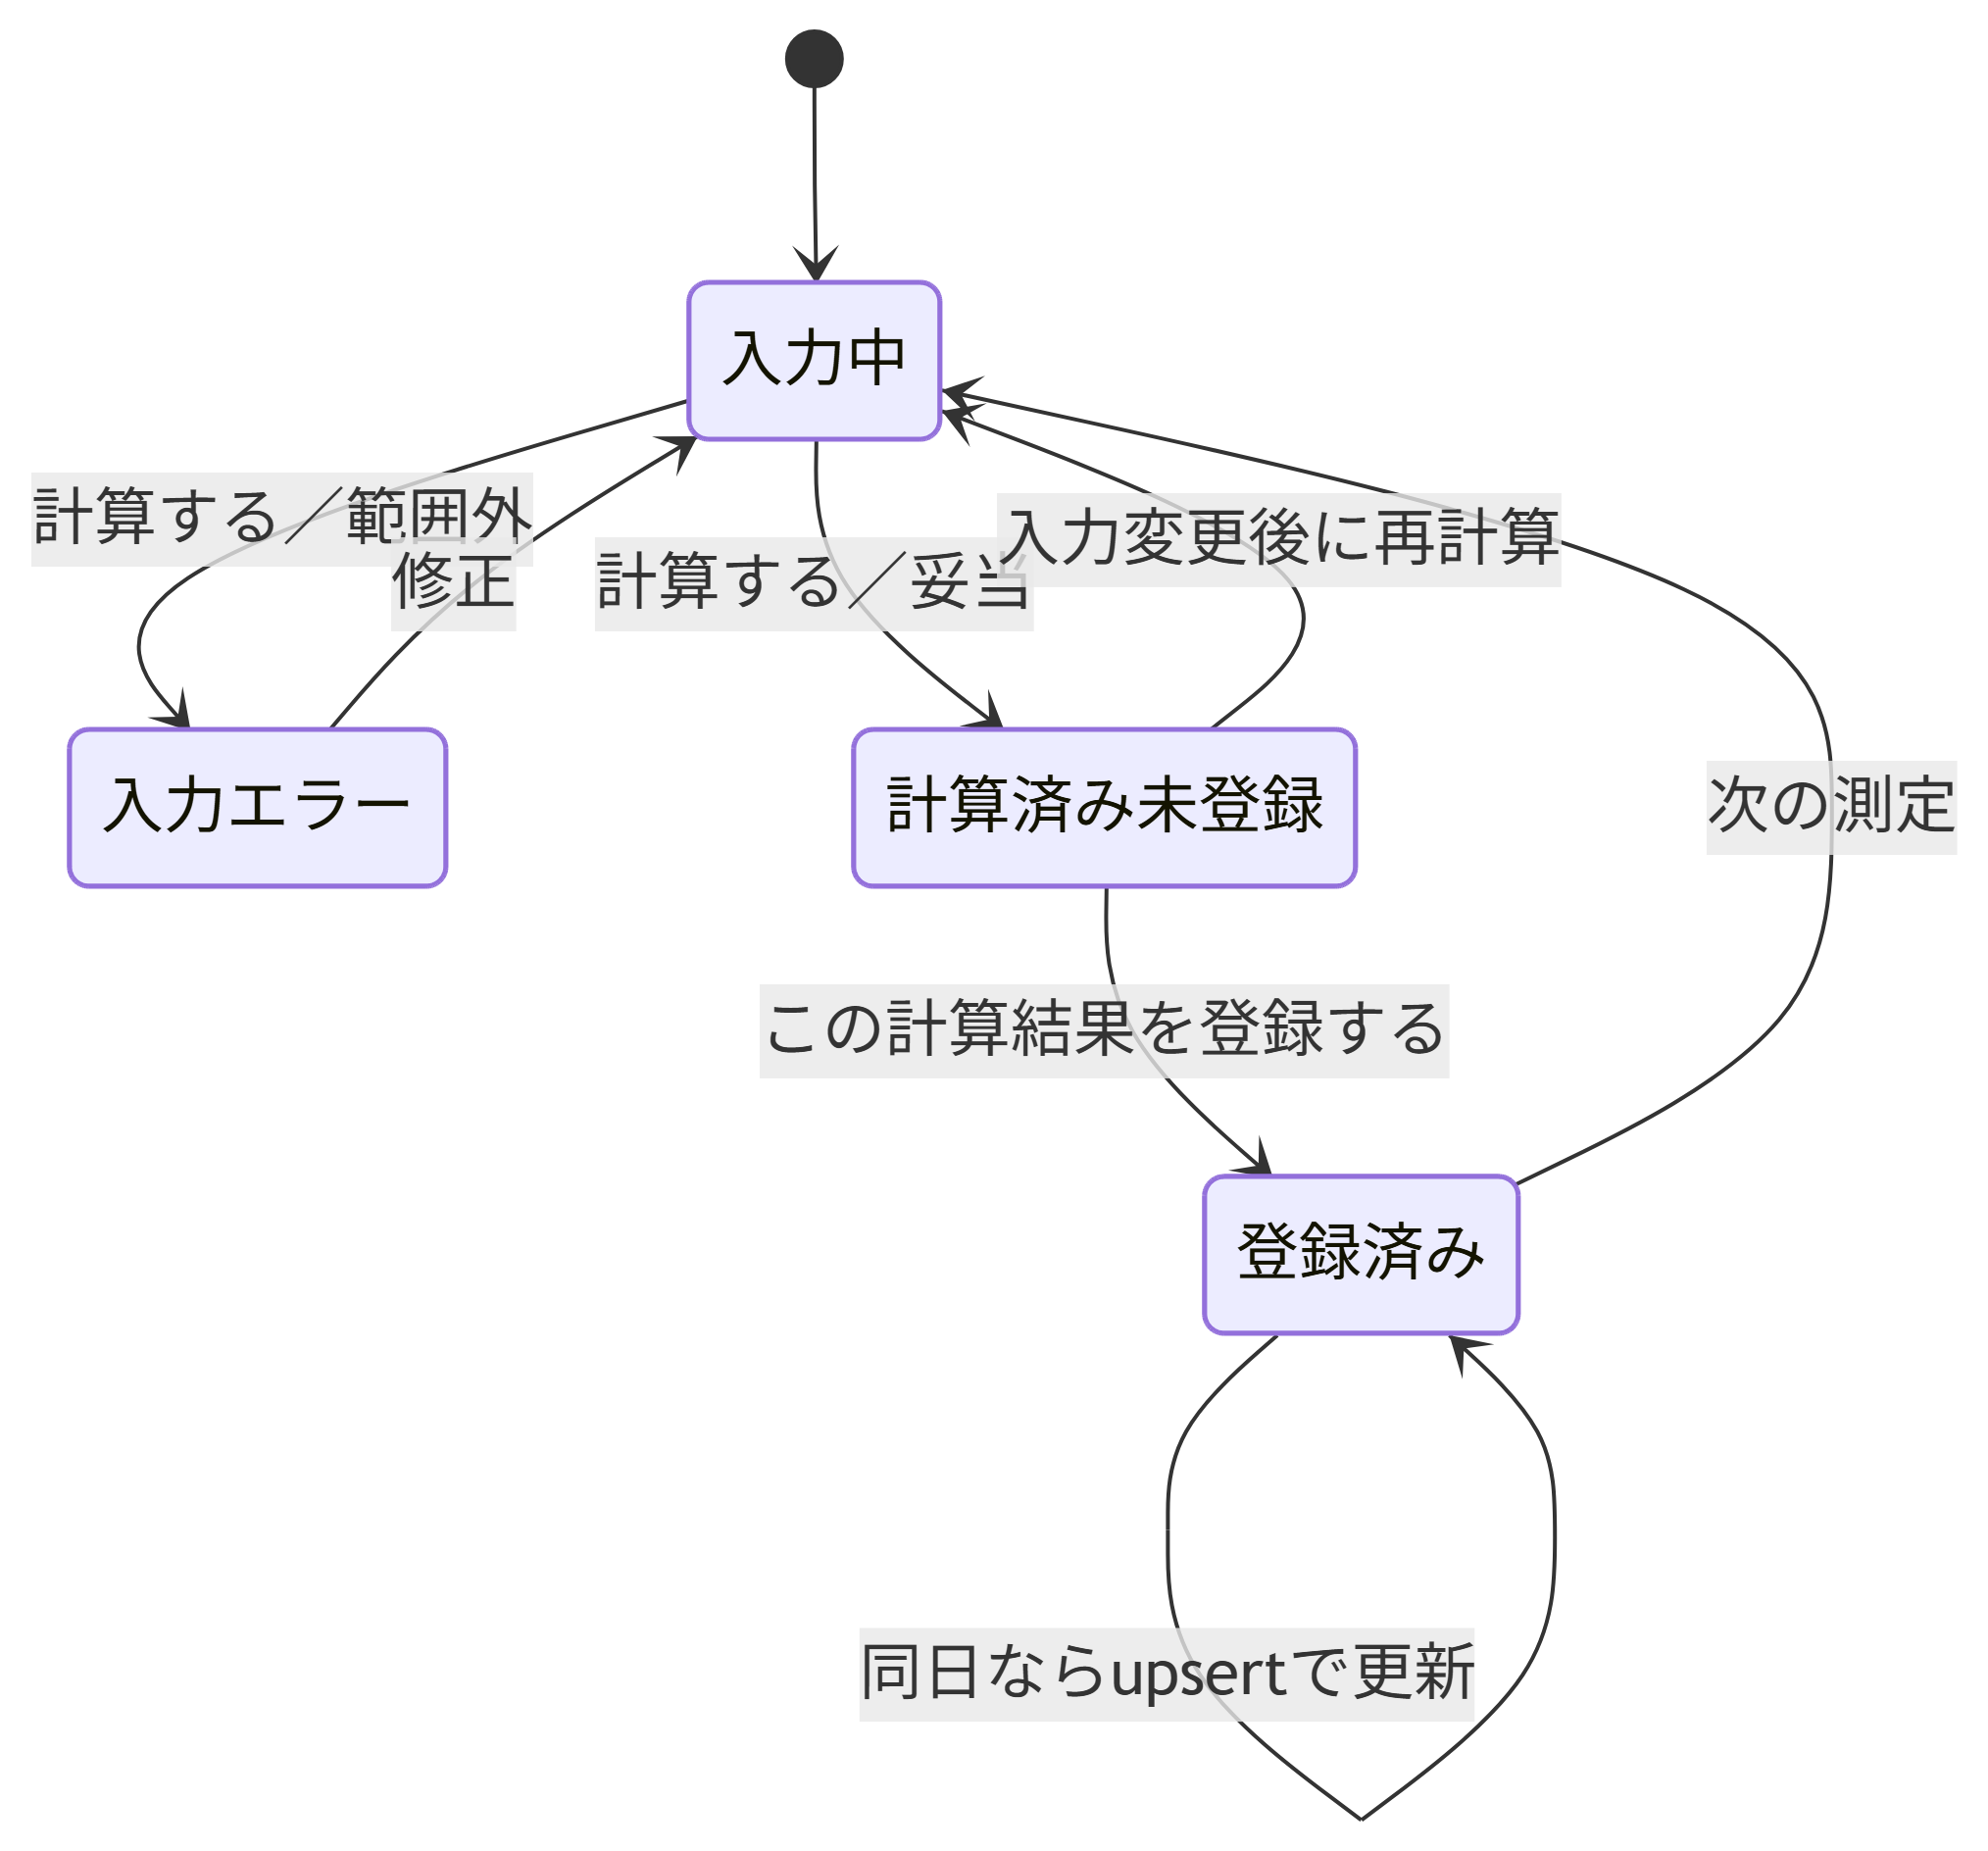 入力中
計算する／範囲外
修正
計算する／妥当
入力変更後に再計算
入力エラー
計算済み未登録
次の測定
この計算結果を登録する
登録済み
同日ならupsertで更新